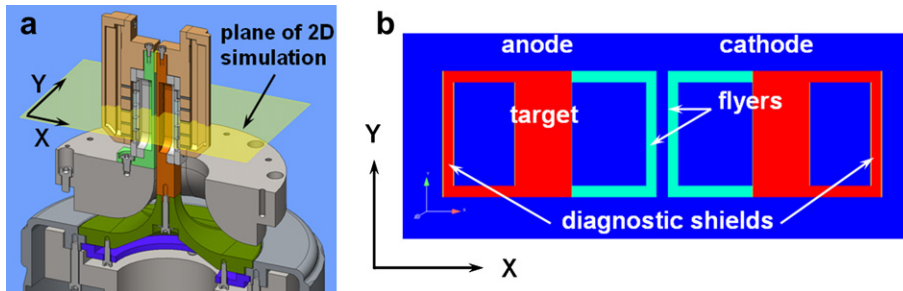 a
plane of 2D
simulation
Y
X
b
anode
cathode
target
flyers
diagnostic shields
Y
X